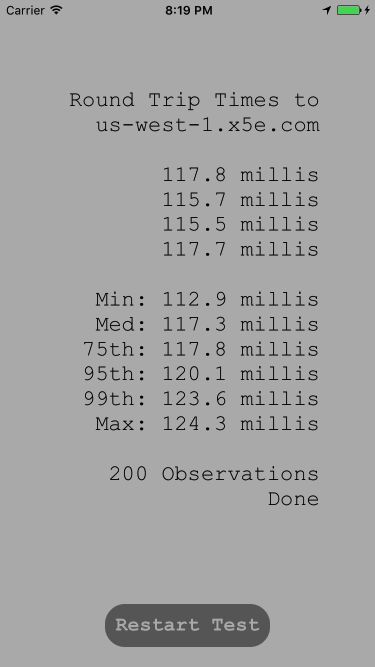 Carrier 8:19 PM
Round Trip Times to
us-west-1.x5e.com
117.8 millis
115.7 millis
115.5 millis
117.7 millis
Min: 112.9 millis
Med: 117.3 millis
75th: 117.8 millis
95th: 120.1 millis
99th: 123.6 millis
Max: 124.3 millis
200 Observations
Done
Restart Test